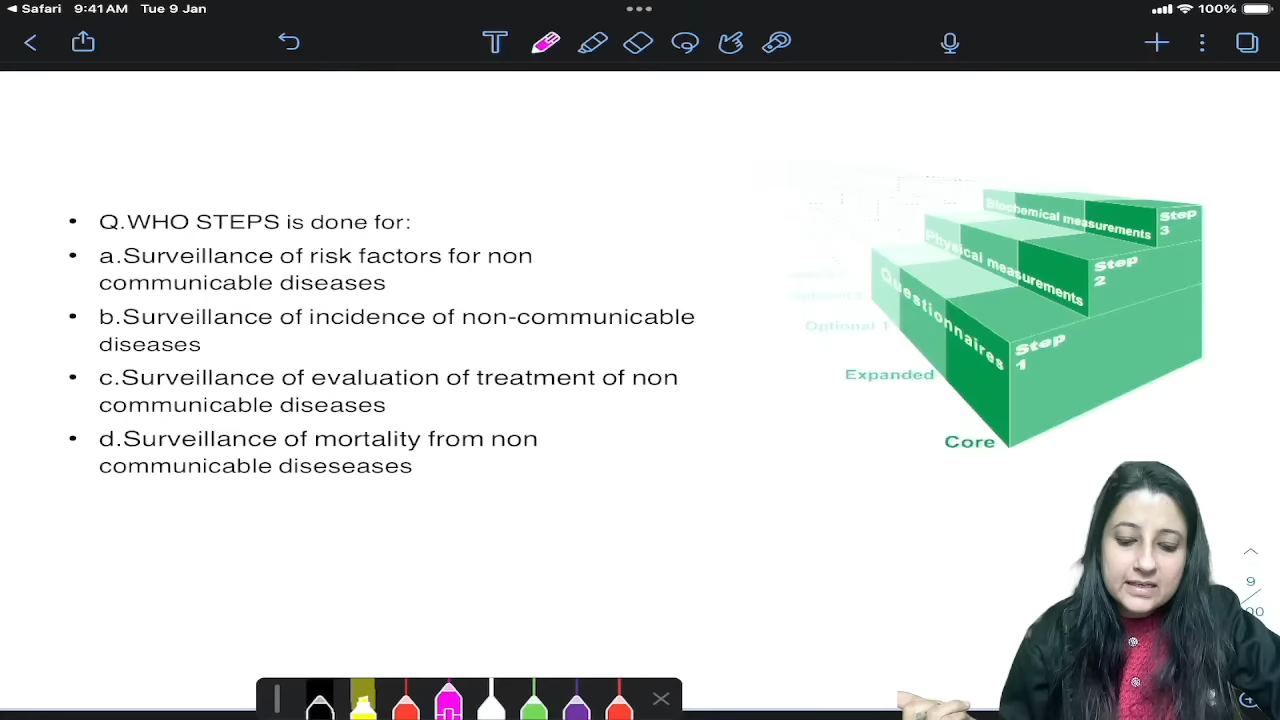 Safari 9:41 AM Tue 9 Jan
100%
T
• Q.WHO STEPS is done for:
• a.Surveillance of risk factors for non
communicable diseases
• b.Surveillance of incidence of non-communicable
diseases
• c.Surveillance of evaluation of treatment of non
communicable diseases
• d.Surveillance of mortality from non
communicable diseseases
Biochemical measurements
Step
3
Physical measurements
Step
2
Questionnaires
Step
1
Optional 1
Expanded
Core
9